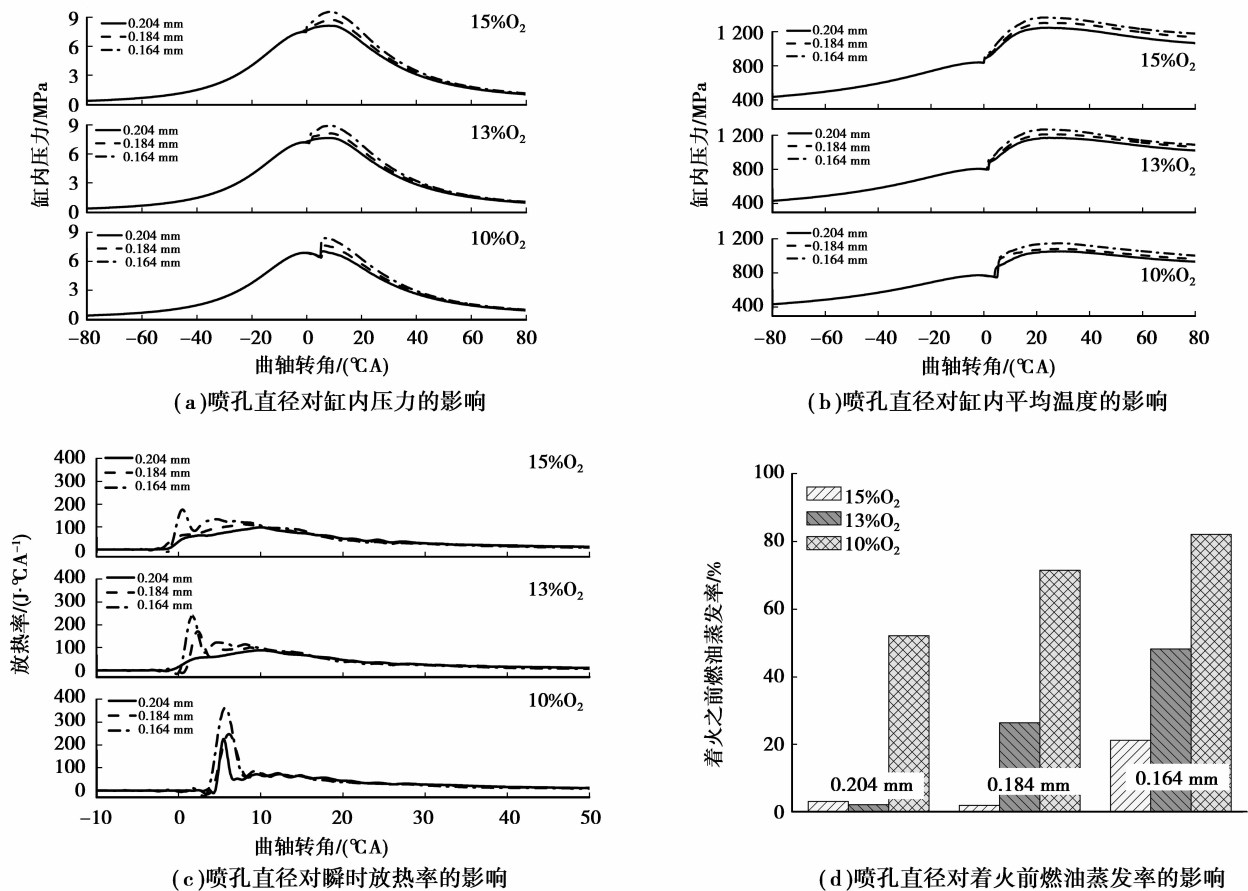 缸内压力/MPa
9
6
3
0
0.204 mm
0.184 mm
0.164 mm
15%O₂
9
6
3
0
0.204 mm
0.184 mm
0.164 mm
13%O₂
9
6
3
0
0.204 mm
0.184 mm
0.164 mm
10%O₂
−80 −60 −40 −20 0 20 40 60 80
曲轴转角/(℃A)
(a)喷孔直径对缸内压力的影响
缸内压力/MPa
1 200
800
400
0.204 mm
0.184 mm
0.164 mm
15%O₂
1 200
800
400
0.204 mm
0.184 mm
0.164 mm
13%O₂
1 200
800
400
0.204 mm
0.184 mm
0.164 mm
10%O₂
−80 −60 −40 −20 0 20 40 60 80
曲轴转角/(℃A)
(b)喷孔直径对缸内平均温度的影响
放热率/(J·℃A⁻¹)
400
300
200
100
0
0.204 mm
0.184 mm
0.164 mm
15%O₂
400
300
200
100
0
0.204 mm
0.184 mm
0.164 mm
13%O₂
400
300
200
100
0
0.204 mm
0.184 mm
0.164 mm
10%O₂
−10 0 10 20 30 40 50
曲轴转角/(℃A)
(c)喷孔直径对瞬时放热率的影响
着火之前燃油蒸发率/%
100
80
60
40
20
0
15%O₂
13%O₂
10%O₂
0.204 mm 0.184 mm 0.164 mm
(d)喷孔直径对着火前燃油蒸发率的影响